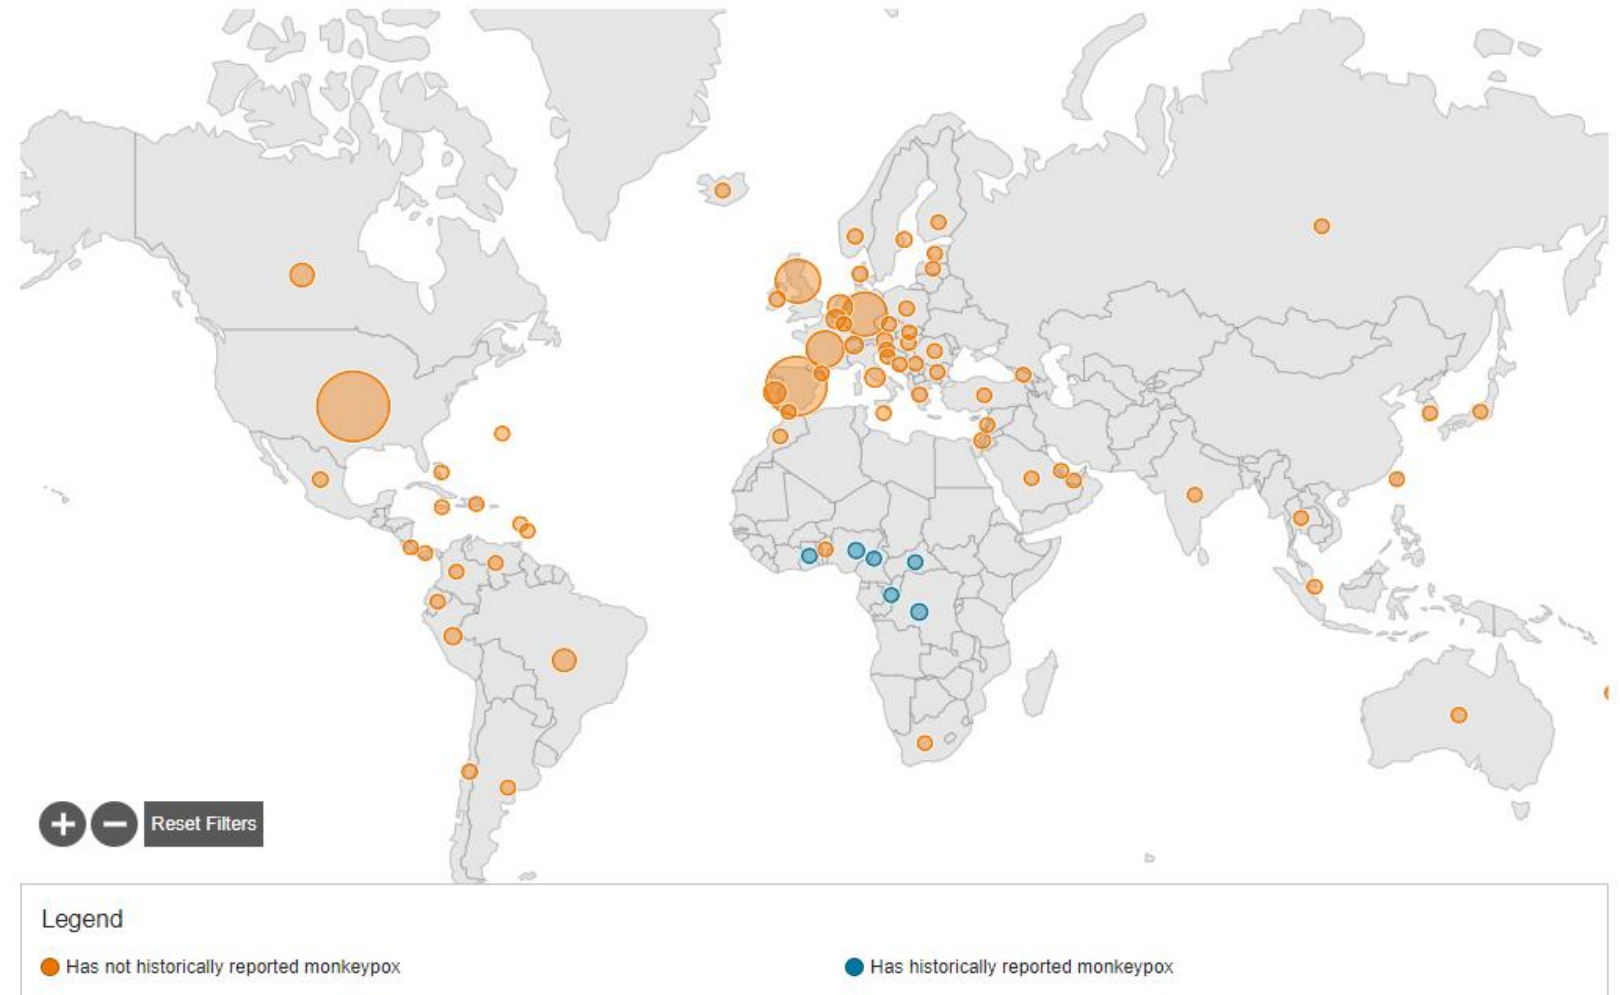 Reset Filters
Legend
Has not historically reported monkeypox
Has historically reported monkeypox